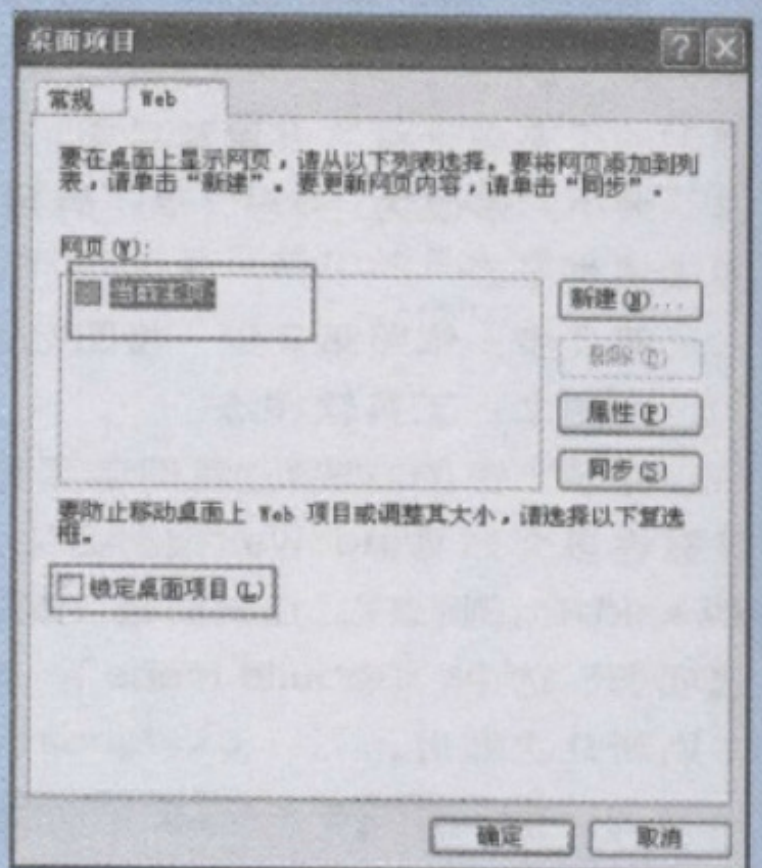 桌面项目
常规 Web
要在桌面上显示网页，请从以下列表选择。要将网页添加到列
表，请单击“新建”。要更新网页内容，请单击“同步”。
网页(W):
当前主页
新建(N)...
删除(D)
属性(P)
同步(S)
要防止移动桌面上 Web 项目或调整其大小，请选择以下复选
框。
锁定桌面项目(L)
确定 取消